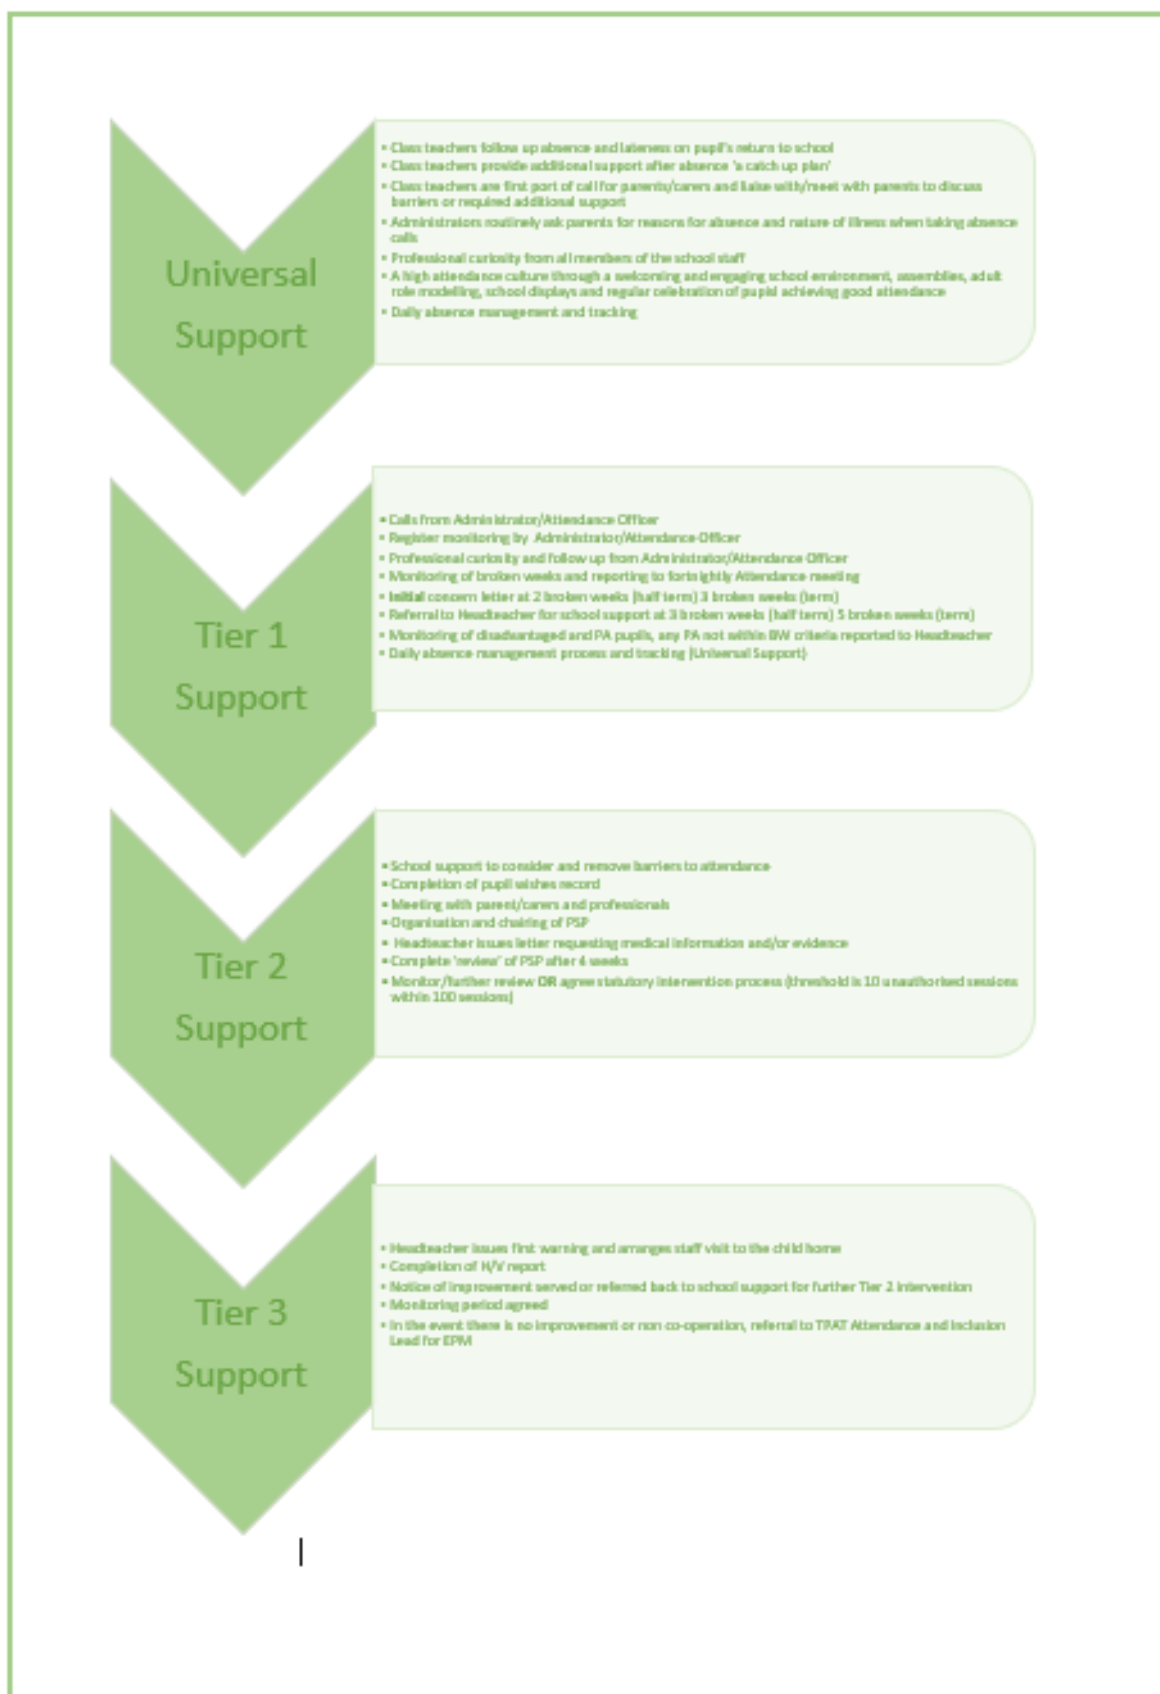 Universal
Support
• Class teachers follow up absence and lateness on pupil's return to school
• Class teachers provide additional support after absence 'a catch up plan'
• Class teachers are first port of call for parents/carers and liaise with/meet with parents to discuss
barriers or required additional support
• Administrators routinely ask parents for reasons for absence and nature of illness when taking absence
calls
• Professional curiosity from all members of the school staff
• A high attendance culture through a welcoming and engaging school environment, assemblies, adult
role modelling, school displays and regular celebration of pupisl achieving good attendance
• Daily absence management and tracking
Tier 1
Support
• Calls from Administrator/Attendance Officer
• Register monitoring by Administrator/Attendance Officer
• Professional curiosity and follow up from Administrator/Attendance Officer
• Monitoring of broken weeks and reporting to fortnightly Attendance meeting
• Initial concern letter at 2 broken weeks (half term) 3 broken weeks (term)
• Referral to Headteacher for school support at 3 broken weeks (half term) 5 broken weeks (term)
• Monitoring of disadvantaged and PA pupils, any PA not within BW criteria reported to Headteacher
• Daily absence management process and tracking (Universal Support)
Tier 2
Support
• School support to consider and remove barriers to attendance
• Completion of pupil wishes record
• Meeting with parent/carers and professionals
• Organisation and chairing of PSP
• Headteacher issues letter requesting medical information and/or evidence
• Complete 'review' of PSP after 4 weeks
• Monitor/further review OR agree statutory intervention process (threshold is 10 unauthorised sessions
within 100 sessions)
Tier 3
Support
• Headteacher issues first warning and arranges staff visit to the child home
• Completion of H/V report
• Notice of improvement served or referred back to school support for further Tier 2 intervention
• Monitoring period agreed
• In the event there is no improvement or non co-operation, referral to TPAT Attendance and Inclusion
Lead for EPM